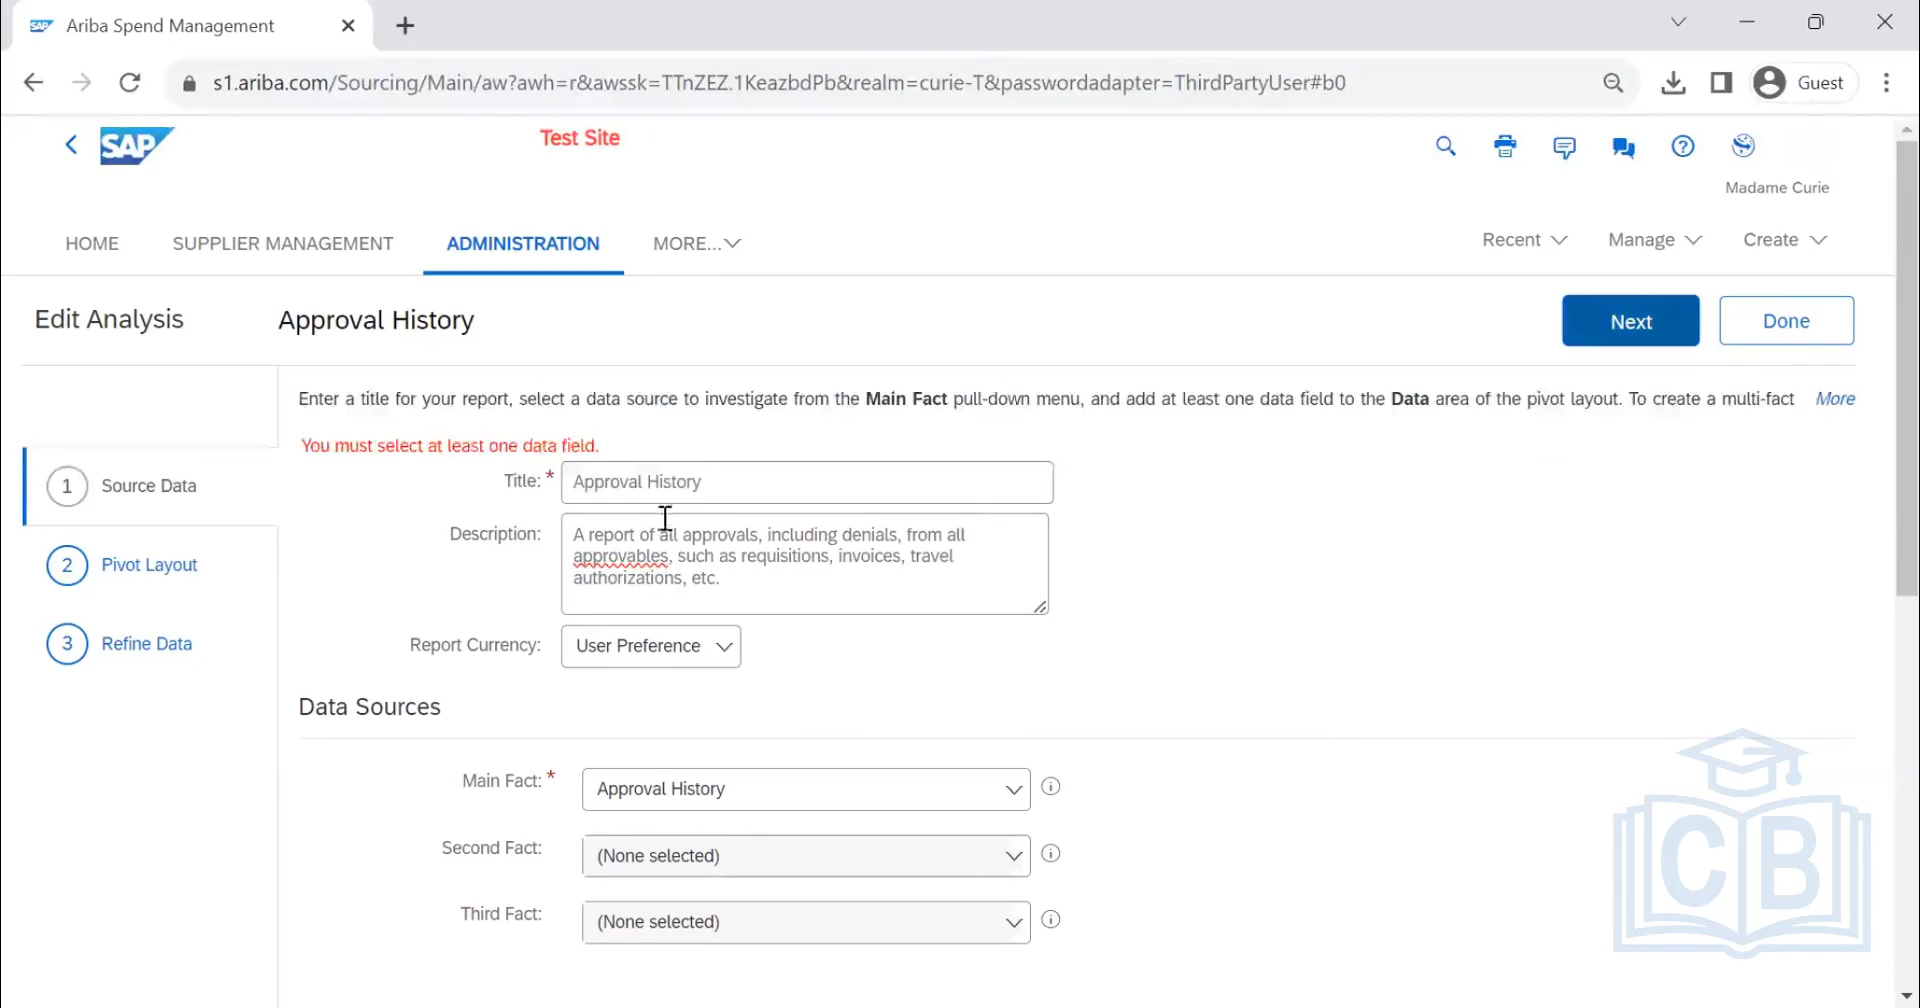 SAP Ariba Spend Management
s1.ariba.com/Sourcing/Main/aw?awh=r&awssk=TTnZEZ.1KeazbdPb&realm=curie-T&passwordadapter=ThirdPartyUser#b0 Guest
SAP Test Site
Madame Curie
HOME SUPPLIER MANAGEMENT ADMINISTRATION MORE... Recent Manage Create
Edit Analysis Approval History Next Done
Enter a title for your report, select a data source to investigate from the Main Fact pull-down menu, and add at least one data field to the Data area of the pivot layout. To create a multi-fact More
You must select at least one data field.
1 Source Data
Title: * Approval History
Description: A report of all approvals, including denials, from all
approvables, such as requisitions, invoices, travel
authorizations, etc.
2 Pivot Layout
3 Refine Data
Report Currency: User Preference
Data Sources
Main Fact: * Approval History
Second Fact: (None selected)
Third Fact: (None selected)
CB